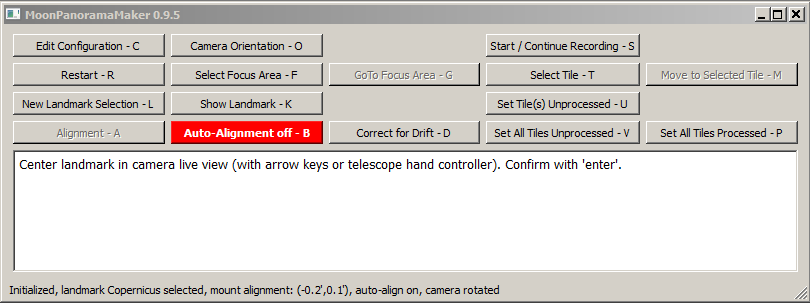 MoonPanoramaMaker 0.9.5
Edit Configuration - C
Camera Orientation - O
Start / Continue Recording - S
Restart - R
Select Focus Area - F
GoTo Focus Area - G
Select Tile - T
Move to Selected Tile - M
New Landmark Selection - L
Show Landmark - K
Set Tile(s) Unprocessed - U
Alignment - A
Auto-Alignment off - B
Correct for Drift - D
Set All Tiles Unprocessed - V
Set All Tiles Processed - P
Center landmark in camera live view (with arrow keys or telescope hand controller). Confirm with 'enter'.
Initialized, landmark Copernicus selected, mount alignment: (-0.2',0.1'), auto-align on, camera rotated